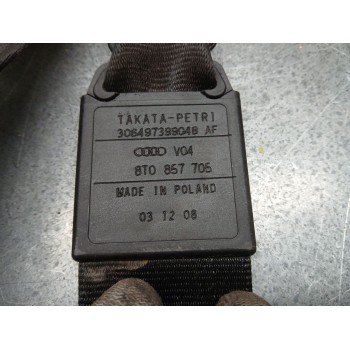 TAKATA-PETRI
306497399048 AF
V04
8T0 857 705
MADE IN POLAND
03 12 08